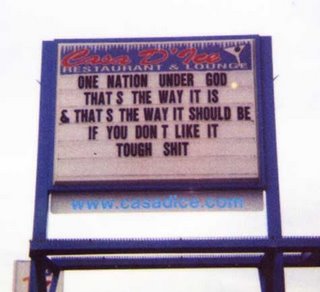 Casa D'Ice
RESTAURANT & LOUNGE
ONE NATION UNDER GOD
THAT S THE WAY IT IS
& THAT S THE WAY IT SHOULD BE
IF YOU DON T LIKE IT
TOUGH SHIT
www.casadice.com